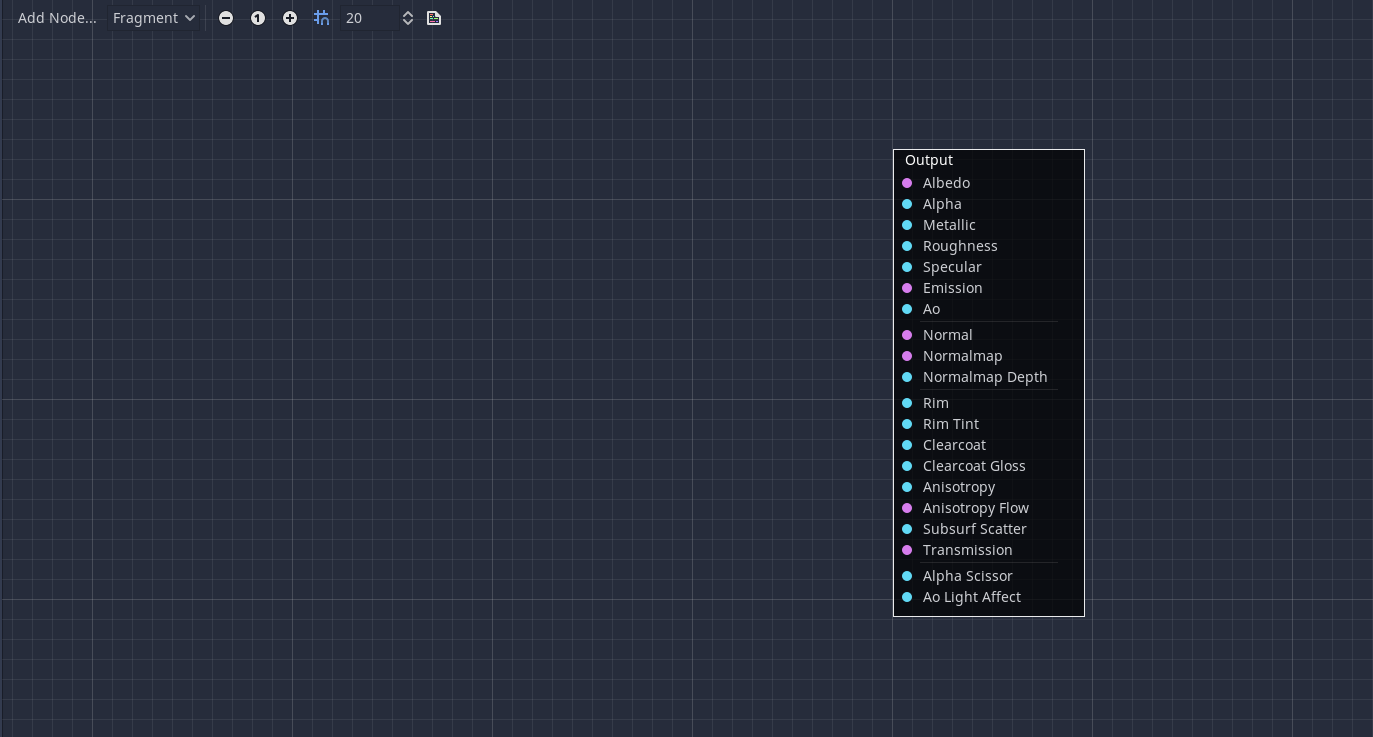 Add Node... Fragment 1 20
Output
Albedo
Alpha
Metallic
Roughness
Specular
Emission
Ao
Normal
Normalmap
Normalmap Depth
Rim
Rim Tint
Clearcoat
Clearcoat Gloss
Anisotropy
Anisotropy Flow
Subsurf Scatter
Transmission
Alpha Scissor
Ao Light Affect